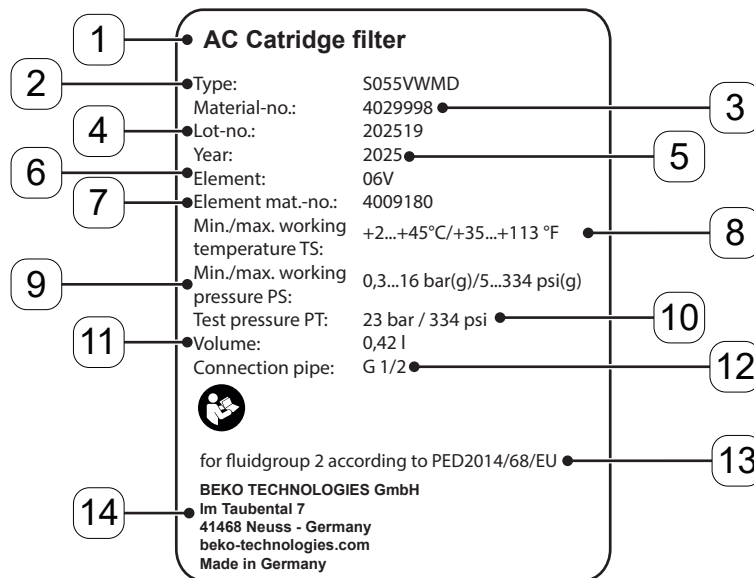 1 AC Catridge filter
2 Type: S055VWMD
Material-no.: 4029998 3
4 Lot-no.: 202519
Year: 2025 5
6 Element: 06V
7 Element mat.-no.: 4009180
Min./max. working
temperature TS: +2...+45°C/+35...+113 °F 8
9 Min./max. working
pressure PS: 0,3...16 bar(g)/5...334 psi(g)
Test pressure PT: 23 bar / 334 psi 10
11 Volume: 0,42 l
Connection pipe: G 1/2 12
for fluidgroup 2 according to PED2014/68/EU 13
BEKO TECHNOLOGIES GmbH
14 Im Taubental 7
41468 Neuss - Germany
beko-technologies.com
Made in Germany